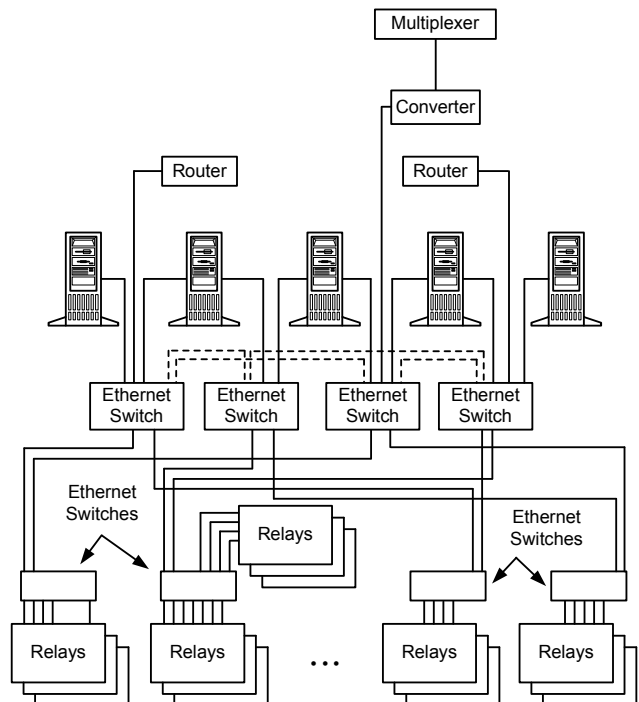 Multiplexer
Converter
Router
Router
Ethernet
Switch
Ethernet
Switch
Ethernet
Switch
Ethernet
Switch
Ethernet
Switches
Relays
Ethernet
Switches
Relays
Relays
...
Relays
Relays